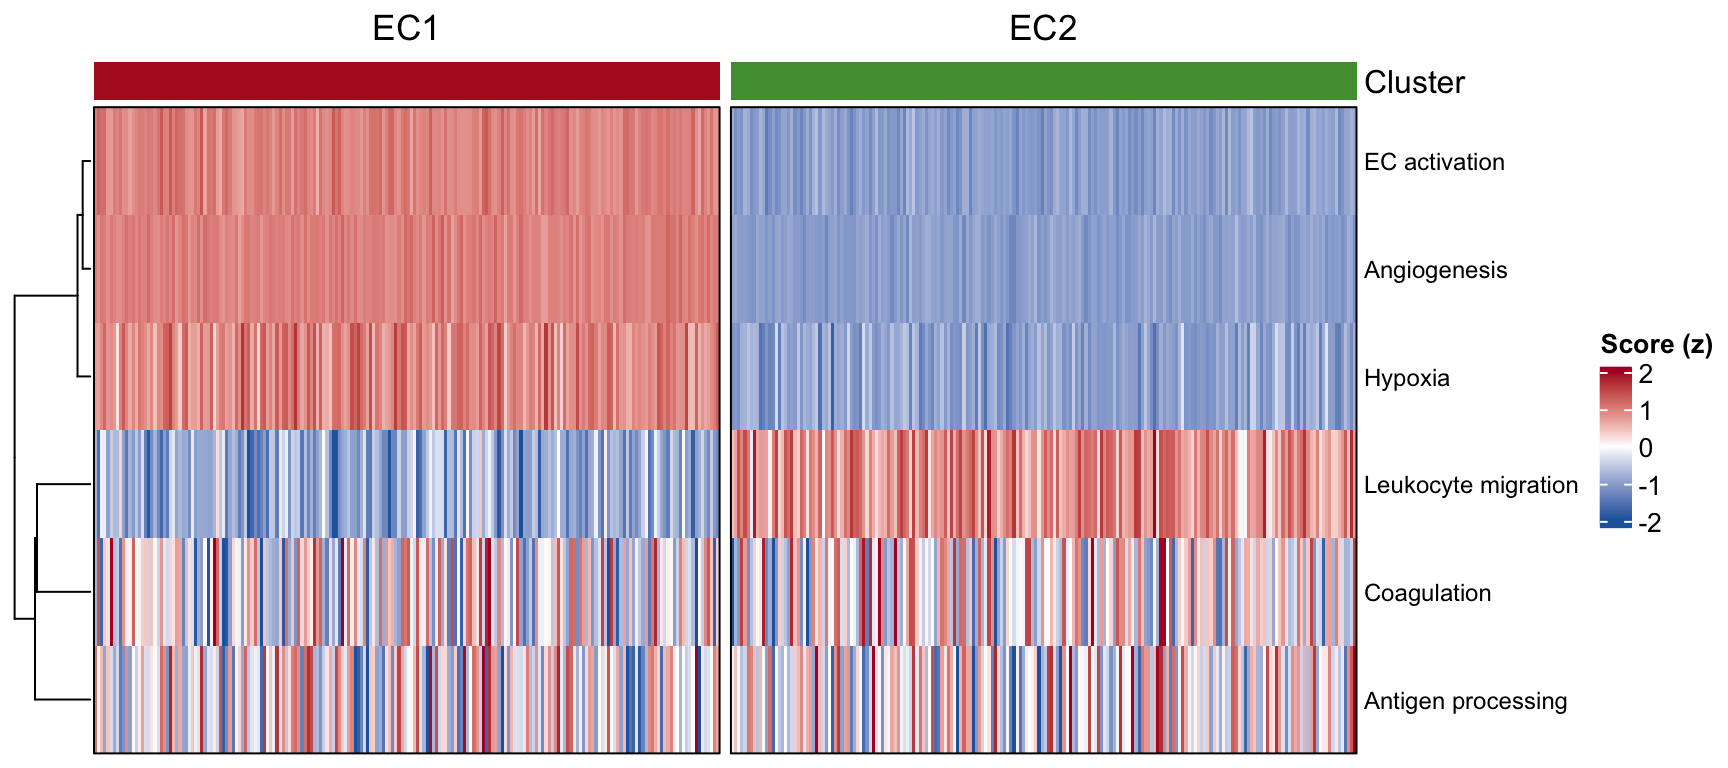 EC1 EC2
Cluster
EC activation
Angiogenesis
Hypoxia
Leukocyte migration
Coagulation
Antigen processing
Score (z)
2
1
0
-1
-2